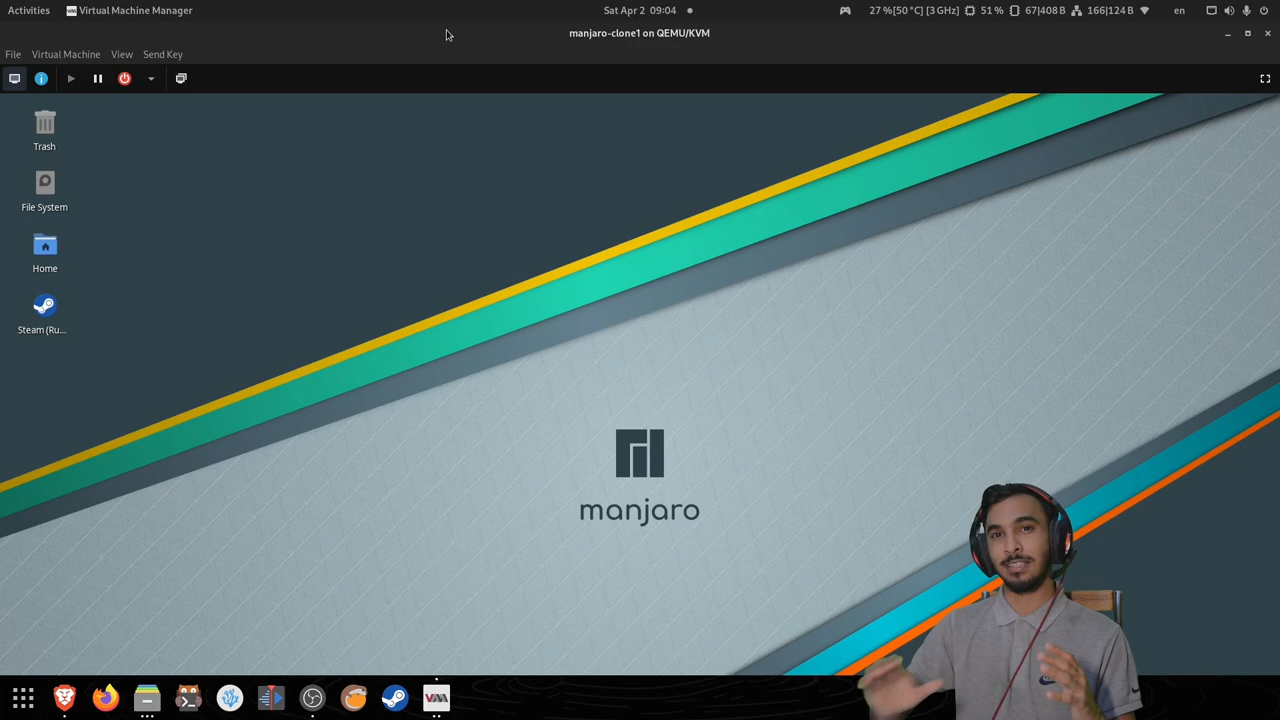 Activities
Virtual Machine Manager
Sat Apr 2 09:04
27 %[50 °C] [3 GHz] 51 % 67|408 B 166|124 B
en
manjaro-clone1 on QEMU/KVM
File Virtual Machine View Send Key
Trash
File System
Home
Steam (Ru...
manjaro